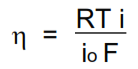 η = RT i / i₀ F